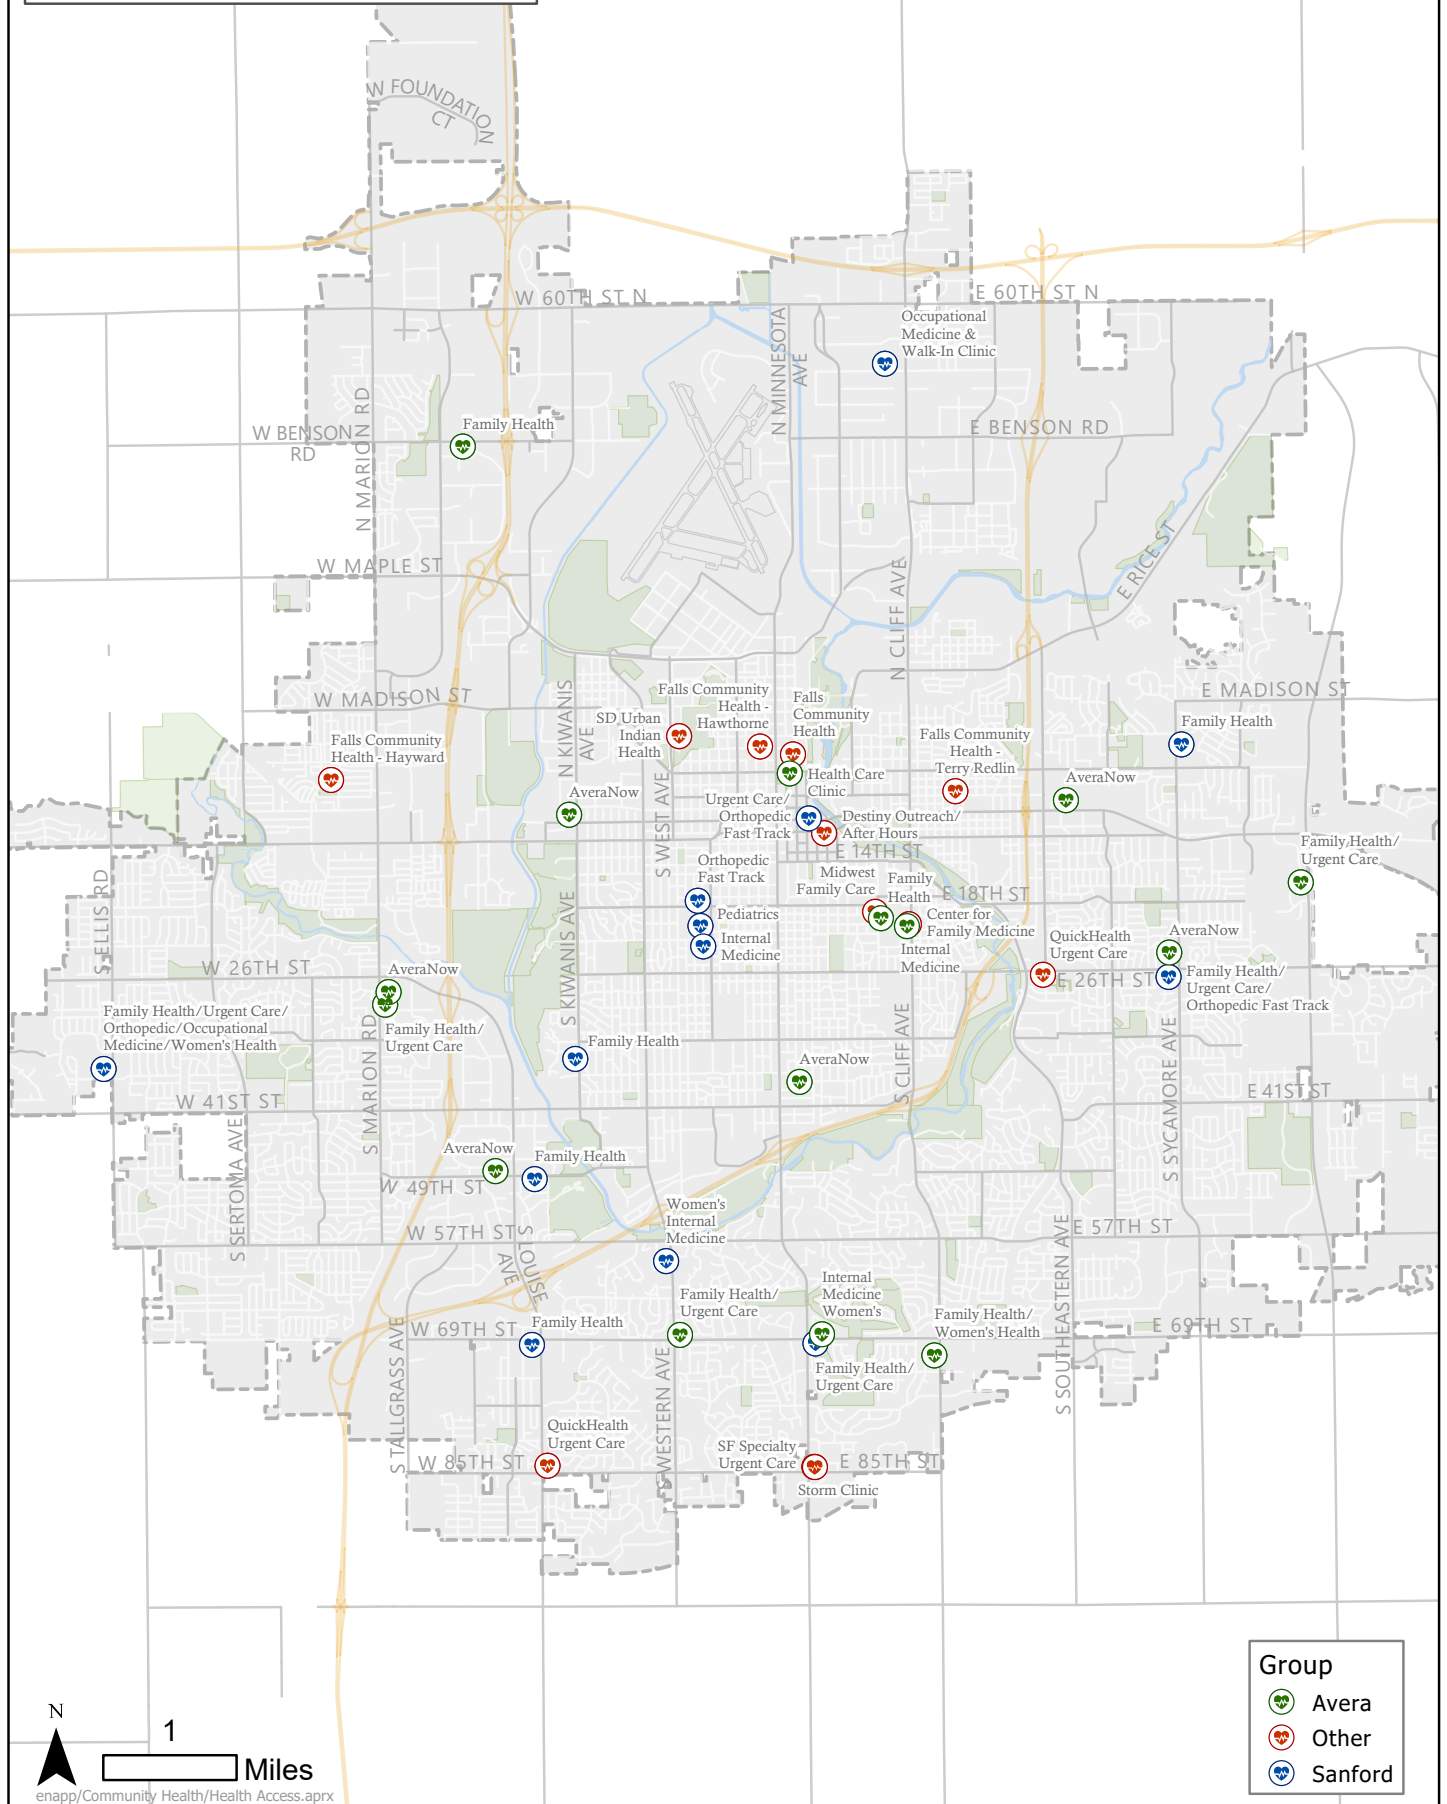 W FOUNDATION
CT
W 60TH ST N
E 60TH ST N
Occupational
Medicine &
Walk-In Clinic
N MINNESOTA
AVE
N MARION RD
W BENSON
RD
Family Health
E BENSON RD
W MAPLE ST
E RICE ST
N CLIFF AVE
W MADISON ST
E MADISON ST
N KIWANIS
AVE
Falls Community
Health -
Hawthorne
SD Urban
Indian
Health
Falls
Community
Health
Falls Community
Health - Hayward
Falls Community
Health -
Terry Redlin
Family Health
Health Care
Clinic
AveraNow
AveraNow
S WEST AVE
Urgent Care/
Orthopedic
Fast Track
Destiny Outreach/
After Hours
E 14TH ST
Family Health/
Urgent Care
Orthopedic
Fast Track
Midwest
Family Care
Family
Health
E 18TH ST
S ELLIS RD
S KIWANIS AVE
Pediatrics
Internal
Medicine
Center for
Family Medicine
Internal
Medicine
QuickHealth
Urgent Care
AveraNow
W 26TH ST
AveraNow
E 26TH ST
Family Health/
Urgent Care/
Orthopedic Fast Track
Family Health/Urgent Care/
Orthopedic/Occupational
Medicine/Women's Health
Family Health/
Urgent Care
S MARION RD
Family Health
AveraNow
S CLIFF AVE
S SYCAMORE AVE
W 41ST ST
E 41ST ST
S SERTOMA AVE
AveraNow
Family Health
W 49TH ST
Women's
Internal
Medicine
W 57TH ST
E 57TH ST
S LOUISE
AVE
S SOUTHEASTERN AVE
Family Health/
Urgent Care
Internal
Medicine
Women's
Family Health/
Women's Health
W 69TH ST
Family Health
E 69TH ST
Family Health/
Urgent Care
S TALLGRASS AVE
S WESTERN AVE
QuickHealth
Urgent Care
SF Specialty
Urgent Care
W 85TH ST
E 85TH ST
Storm Clinic
Group
Avera
Other
Sanford
N
1
Miles
enapp/Community Health/Health Access.aprx